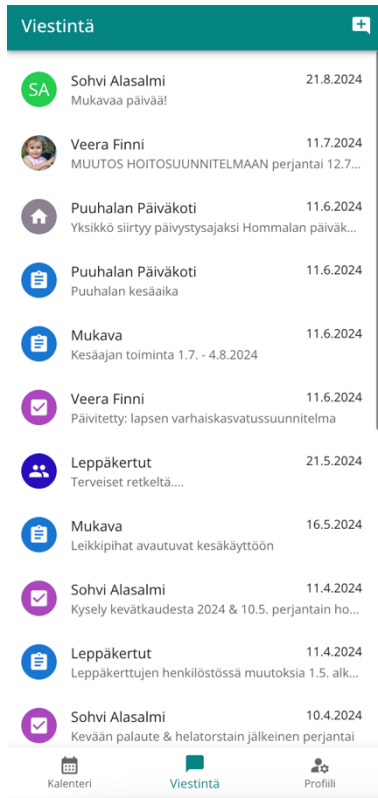 Viestintä
SA
Sohvi Alasalmi 21.8.2024
Mukavaa päivää!
Veera Finni 11.7.2024
MUUTOS HOITOSUUNNITELMAAN perjantai 12.7...
Puuhalan Päiväkoti 11.6.2024
Yksikkö siirtyy päivystysajaksi Hommalan päiväk...
Puuhalan Päiväkoti 11.6.2024
Puuhalan kesäaika
Mukava 11.6.2024
Kesäajan toiminta 1.7. - 4.8.2024
Veera Finni 11.6.2024
Päivitetty: lapsen varhaiskasvatussuunnitelma
Leppäkertut 21.5.2024
Terveiset retkeltä....
Mukava 16.5.2024
Leikkipihat avautuvat kesäkäyttöön
Sohvi Alasalmi 11.4.2024
Kysely kevätkaudesta 2024 & 10.5. perjantain ho...
Leppäkertut 11.4.2024
Leppäkerttujen henkilöstössä muutoksia 1.5. alk...
Sohvi Alasalmi 10.4.2024
Kevään palaute & helatorstain jälkeinen perjantai
Kalenteri Viestintä Profiili